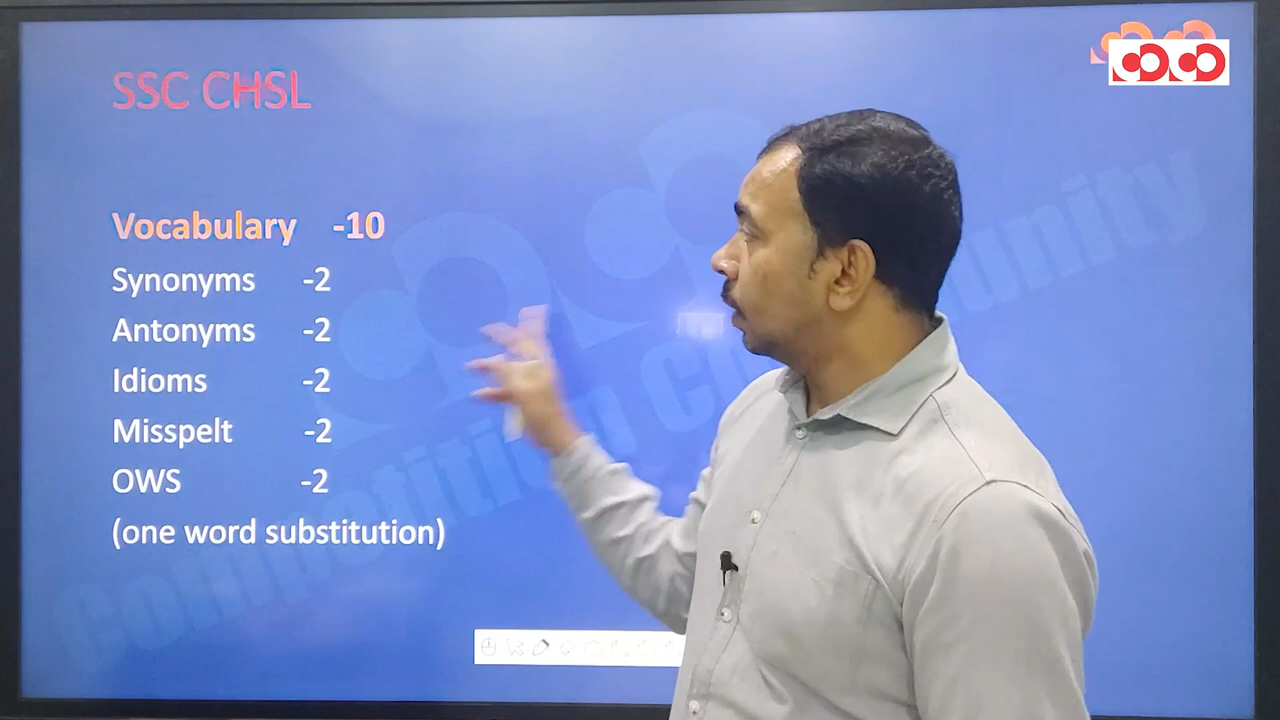 SSC CHSL
Vocabulary -10
Synonyms -2
Antonyms -2
Idioms -2
Misspelt -2
OWS -2
(one word substitution)